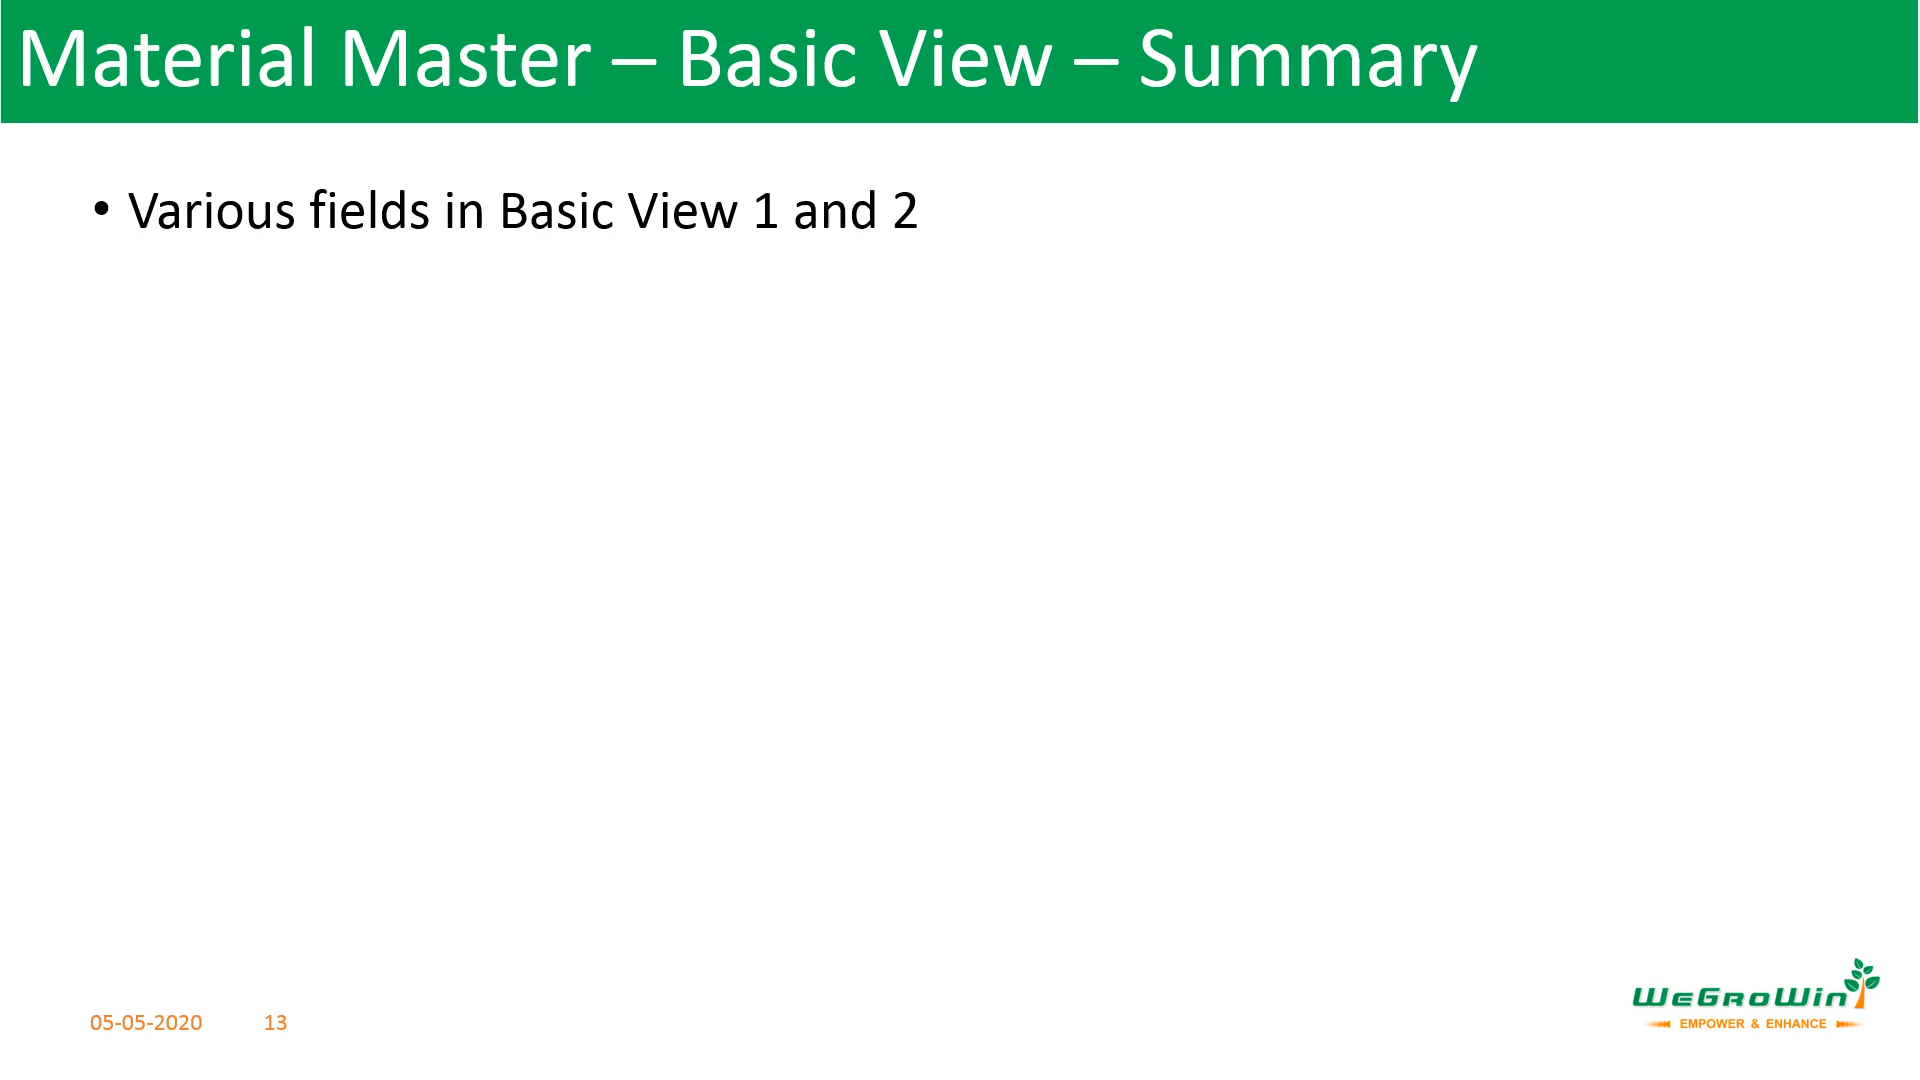 Material Master – Basic View – Summary
• Various fields in Basic View 1 and 2
05-05-2020 13
WeGroWin
EMPOWER & ENHANCE